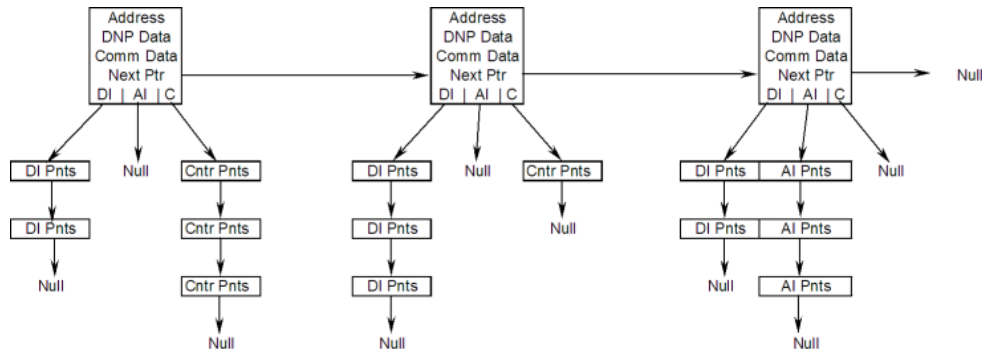 Address Address Address
DNP Data DNP Data DNP Data
Comm Data Comm Data Comm Data
Next Ptr Next Ptr Next Ptr Null
DI | AI | C DI | AI | C DI | AI | C
DI Pnts Null Cntr Pnts DI Pnts Null Cntr Pnts DI Pnts AI Pnts Null
DI Pnts Cntr Pnts DI Pnts Null DI Pnts AI Pnts
Null Cntr Pnts DI Pnts Null AI Pnts
Null Null Null